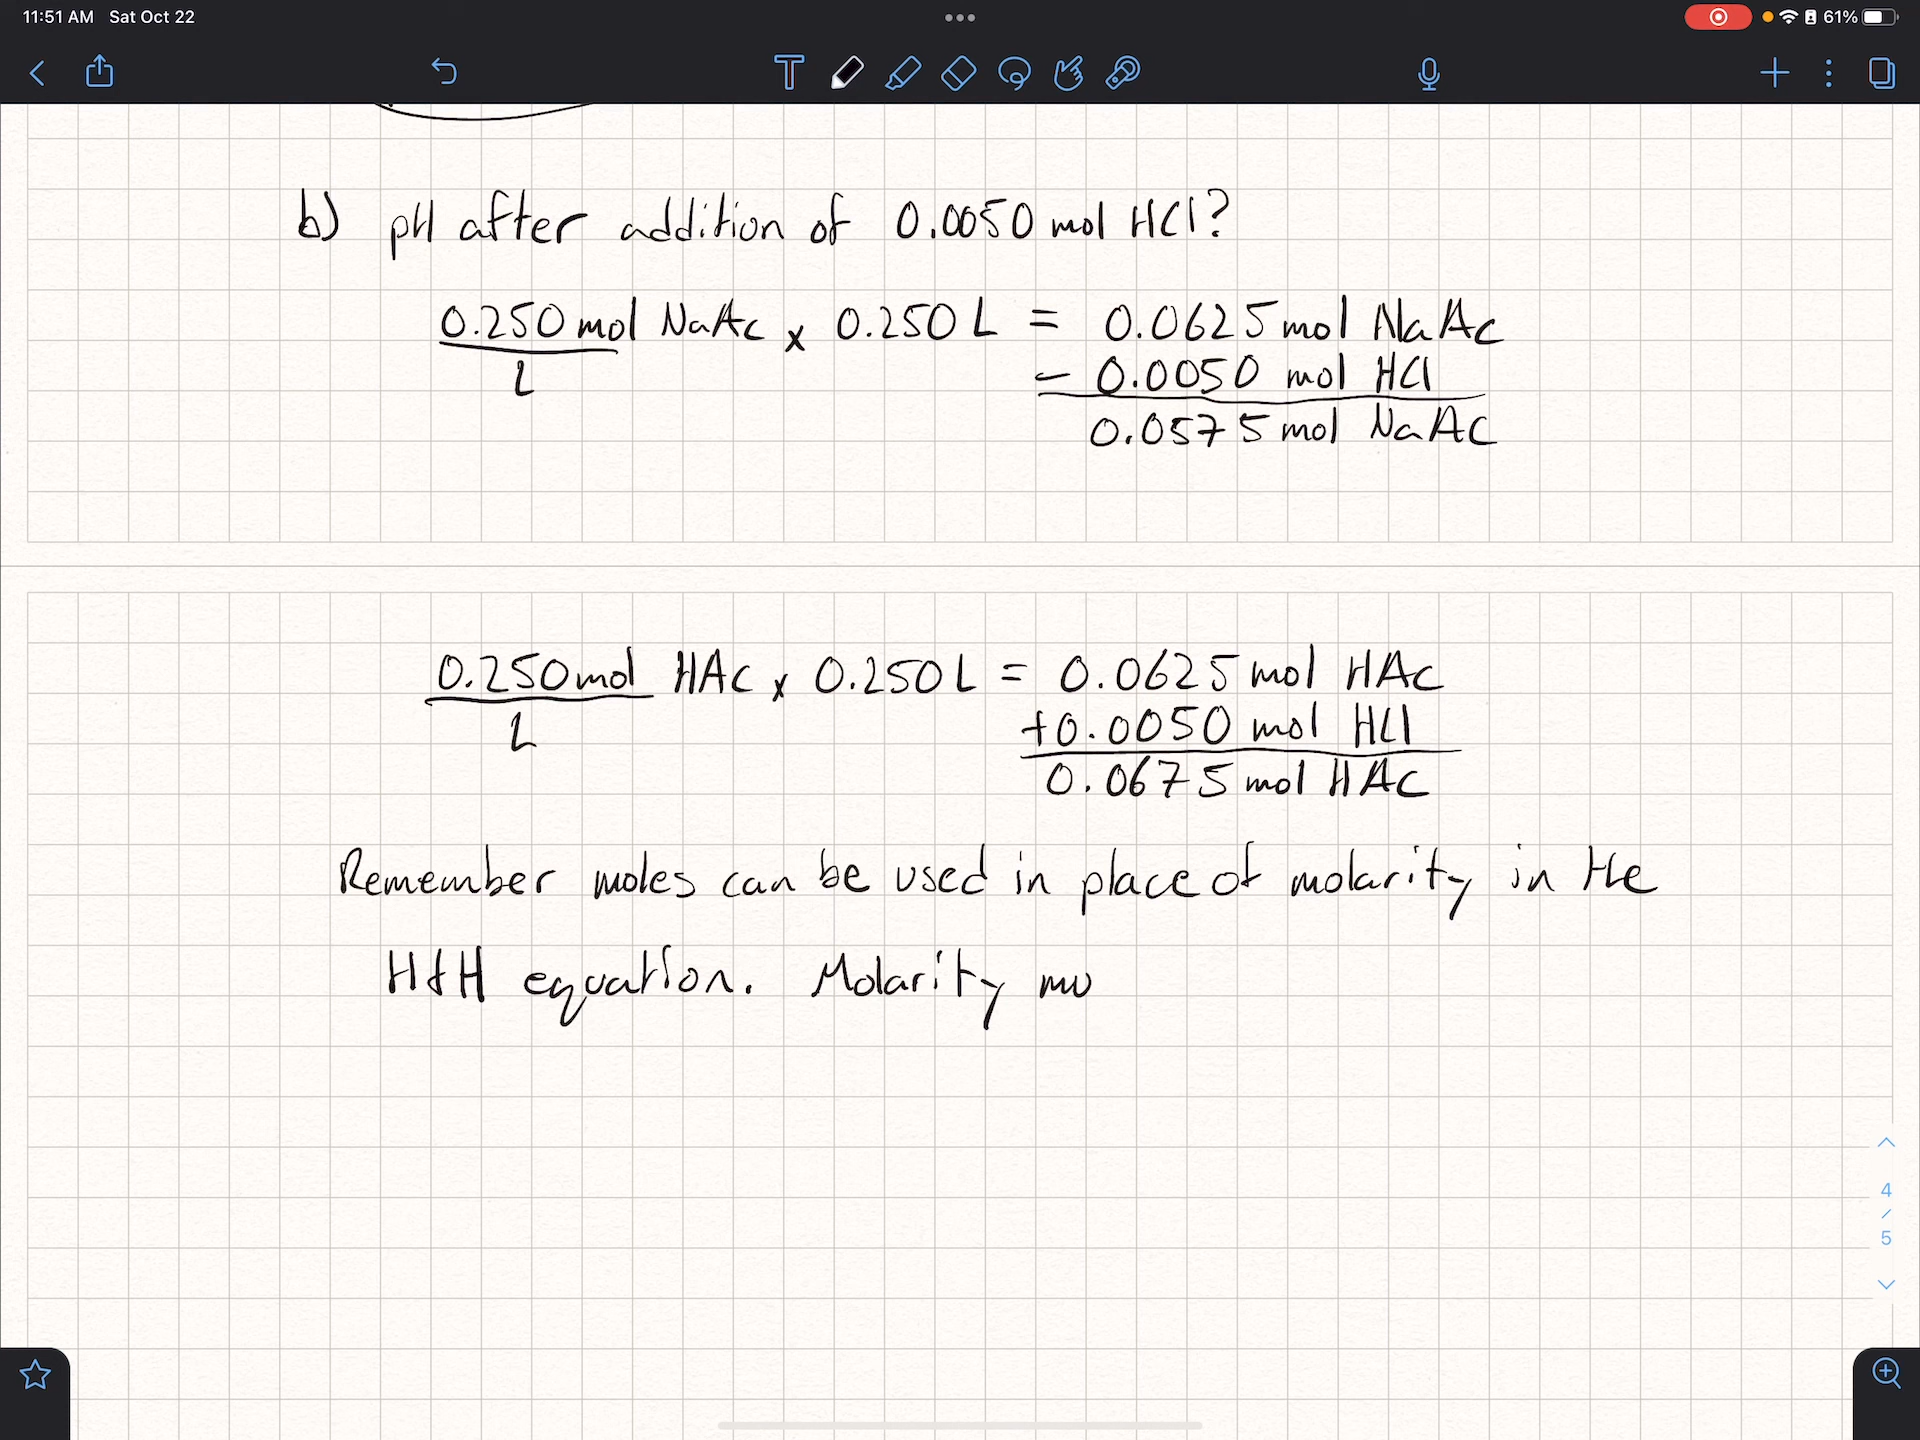 11:51 AM Sat Oct 22
61%
b) pH after addition of 0.0050 mol HCl?
0.250 mol NaAc x 0.250 L = 0.0625 mol NaAc
L
- 0.0050 mol HCl
0.0575 mol NaAc
0.250 mol HAc x 0.250 L = 0.0625 mol HAc
L
+0.0050 mol HCl
0.0675 mol HAc
Remember moles can be used in place of molarity in the
H+H equation. Molarity mu
4
/
5